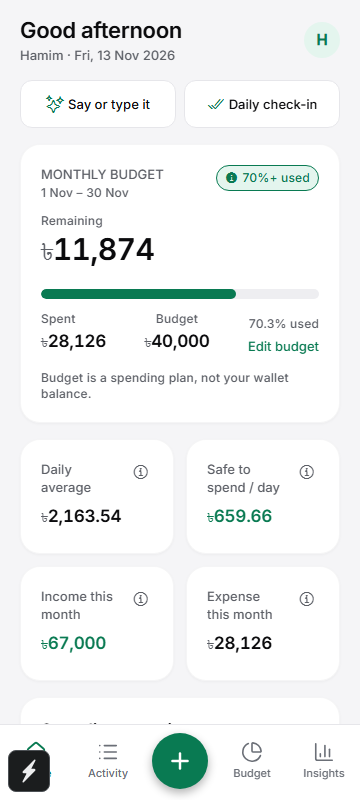 Good afternoon
Hamim · Fri, 13 Nov 2026
H
Say or type it
Daily check-in
MONTHLY BUDGET
70%+ used
1 Nov – 30 Nov
Remaining
৳11,874
Spent
Budget
70.3% used
৳28,126
৳40,000
Edit budget
Budget is a spending plan, not your wallet
balance.
Daily
average
৳2,163.54
Safe to
spend / day
৳659.66
Income this
month
৳67,000
Expense
this month
৳28,126
Activity
Budget
Insights